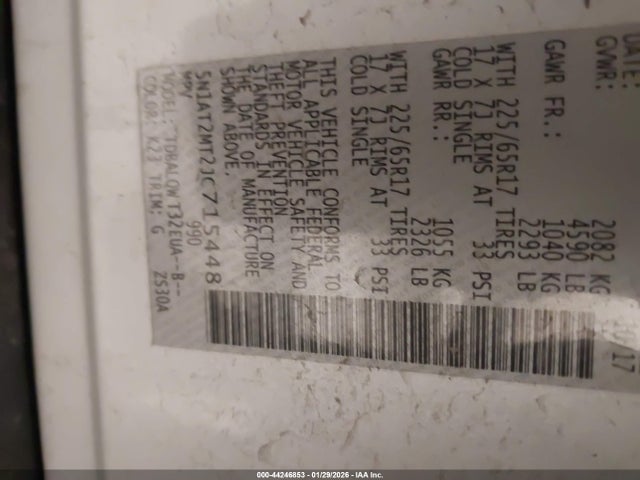 DATE: /17
GVWR: 2082 KG
4590 LB
GAWR FR.: 1040 KG
2293 LB
WITH 225/65R17 TIRES
17 X 7J RIMS AT 33 PSI
COLD SINGLE
GAWR RR.: 1055 KG
2326 LB
WITH 225/65R17 TIRES
17 X 7J RIMS AT 33 PSI
COLD SINGLE
THIS VEHICLE CONFORMS TO
ALL APPLICABLE FEDERAL
MOTOR VEHICLE SAFETY AND
THEFT PREVENTION
STANDARDS IN EFFECT ON
THE DATE OF MANUFACTURE
SHOWN ABOVE.
5N1AT2MT2JC715448
MPV 990
MODEL: TDBALQWT32EUA-B--
COLOR: K23 TRIM: G ZS30A
000-44246853 - 01/29/2026 - IAA Inc.